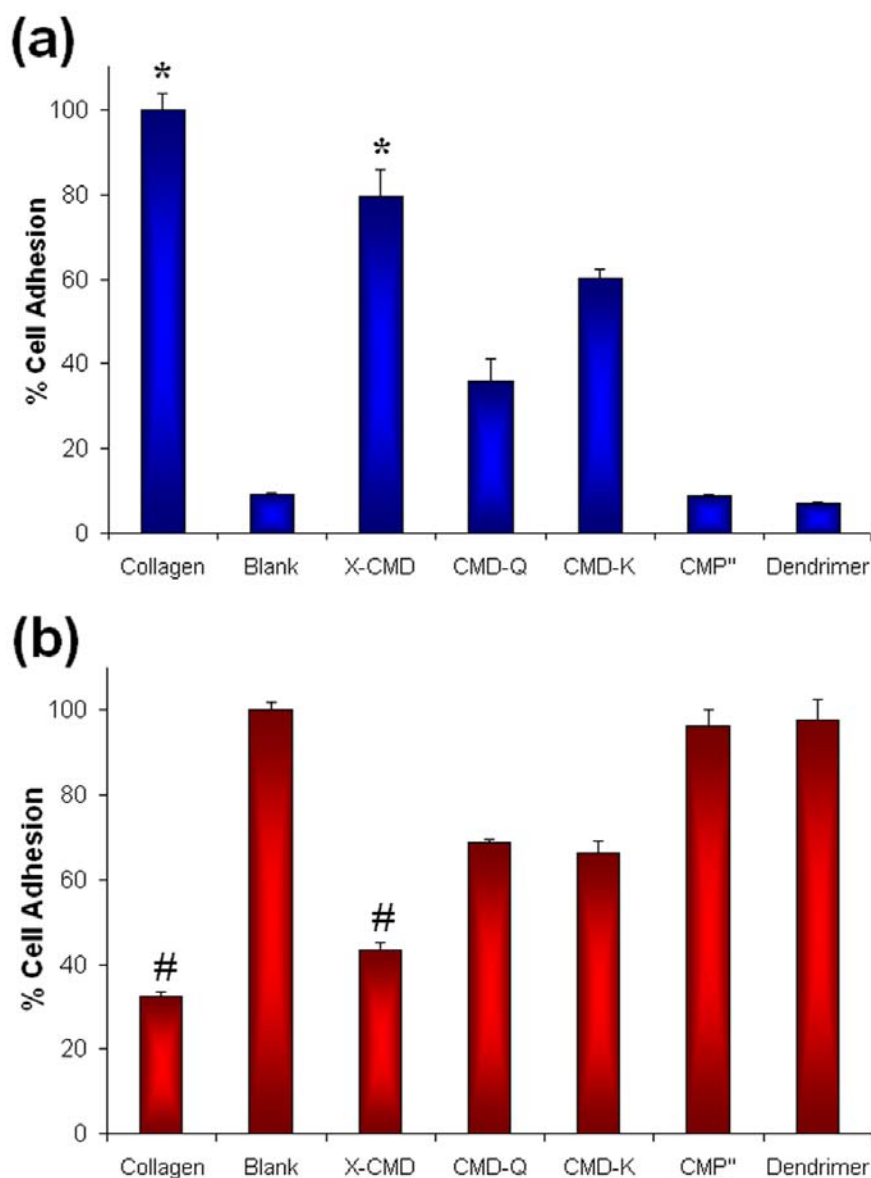 (a)
% Cell Adhesion
100
80
60
40
20
0
*
*
Collagen Blank X-CMD CMD-Q CMD-K CMP" Dendrimer
(b)
% Cell Adhesion
100
80
60
40
20
0
#
#
Collagen Blank X-CMD CMD-Q CMD-K CMP" Dendrimer